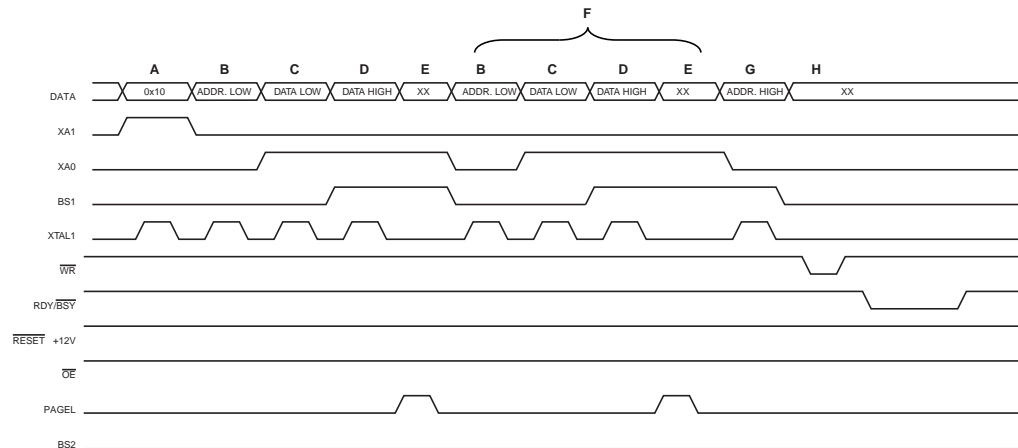 F
A B C D E B C D E G H
DATA 0x10 ADDR. LOW DATA LOW DATA HIGH XX ADDR. LOW DATA LOW DATA HIGH XX ADDR. HIGH XX
XA1
XA0
BS1
XTAL1
WR
RDY/BSY
RESET +12V
OE
PAGEL
BS2